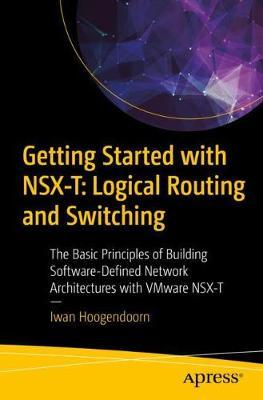 Getting Started with
NSX-T: Logical Routing
and Switching
The Basic Principles of Building
Software-Defined Network
Architectures with VMware NSX-T
—
Iwan Hoogendoorn
Apress®